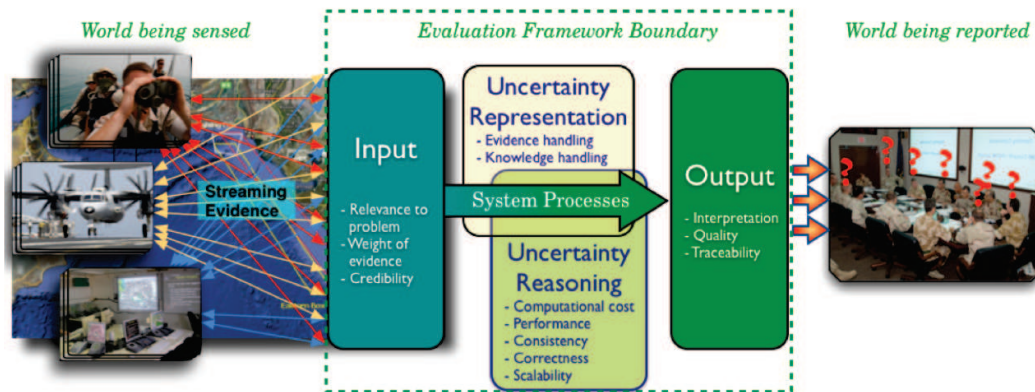 World being sensed
Evaluation Framework Boundary
World being reported
Streaming
Evidence
Input
- Relevance to
problem
- Weight of
evidence
- Credibility
Uncertainty
Representation
- Evidence handling
- Knowledge handling
System Processes
Uncertainty
Reasoning
- Computational cost
- Performance
- Consistency
- Correctness
- Scalability
Output
- Interpretation
- Quality
- Traceability
? ? ? ? ?